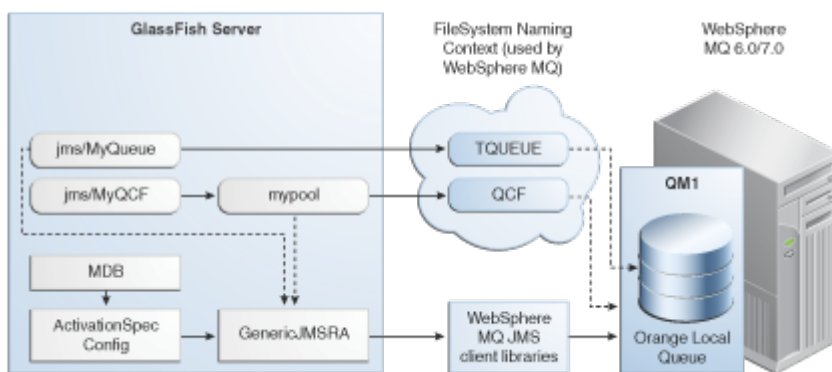 GlassFish Server
FileSystem Naming
Context (used by
WebSphere MQ)
WebSphere
MQ 6.0/7.0
jms/MyQueue
TQUEUE
jms/MyQCF
mypool
QCF
QM1
MDB
ActivationSpec
Config
GenericJMSRA
WebSphere
MQ JMS
client libraries
Orange Local
Queue